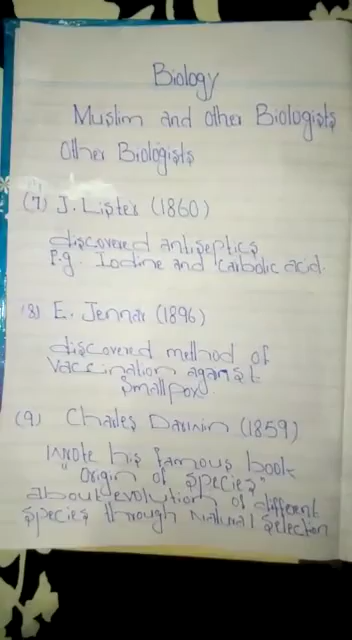 Biology
Muslim and other Biologists
Other Biologists
(7) J. Lister (1860)
discovered antiseptics
e.g. Iodine and Carbolic acid.
(8) E. Jennar (1896)
discovered method of
Vaccination against
Smallpox.
(9) Charles Darwin (1859)
Wrote his famous book
"Origin of Species"
about evolution of different
species through Natural Selection